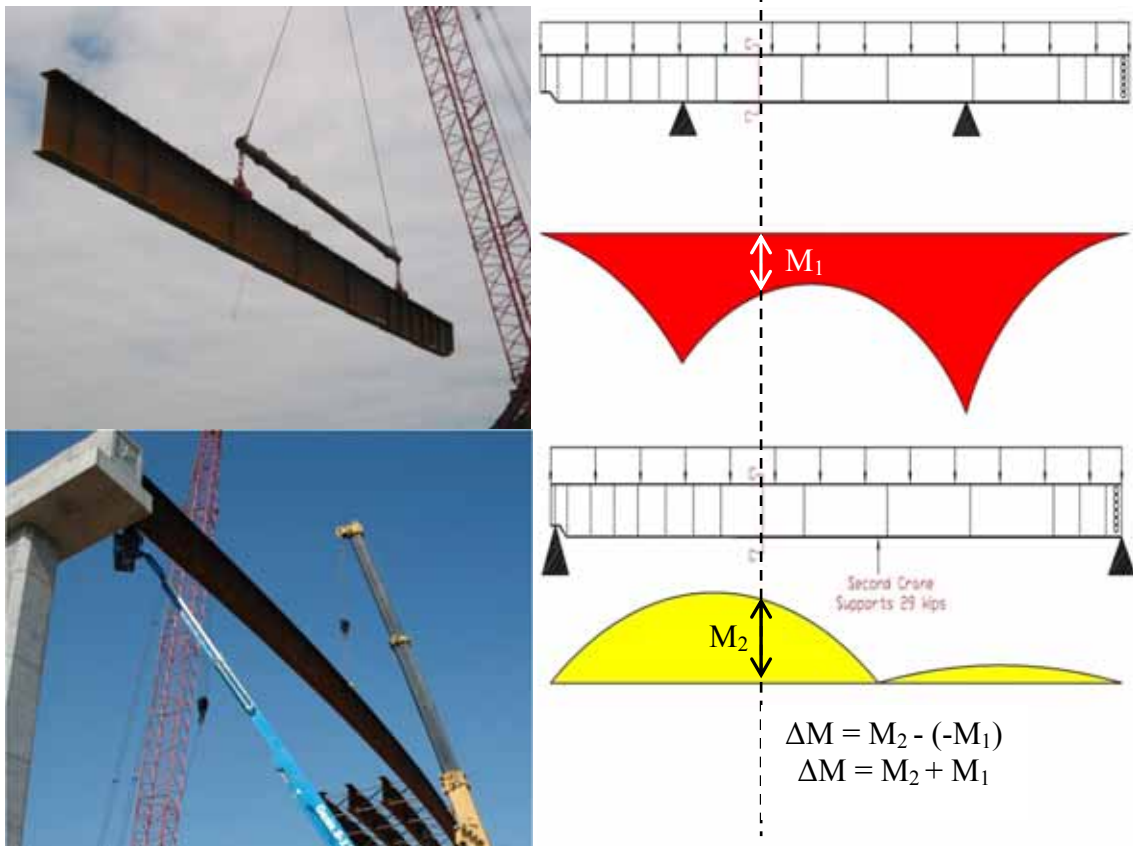 C
C
M₁
C
C
Second Crane
Supports 29 kips
M₂
ΔM = M₂ - (-M₁)
ΔM = M₂ + M₁